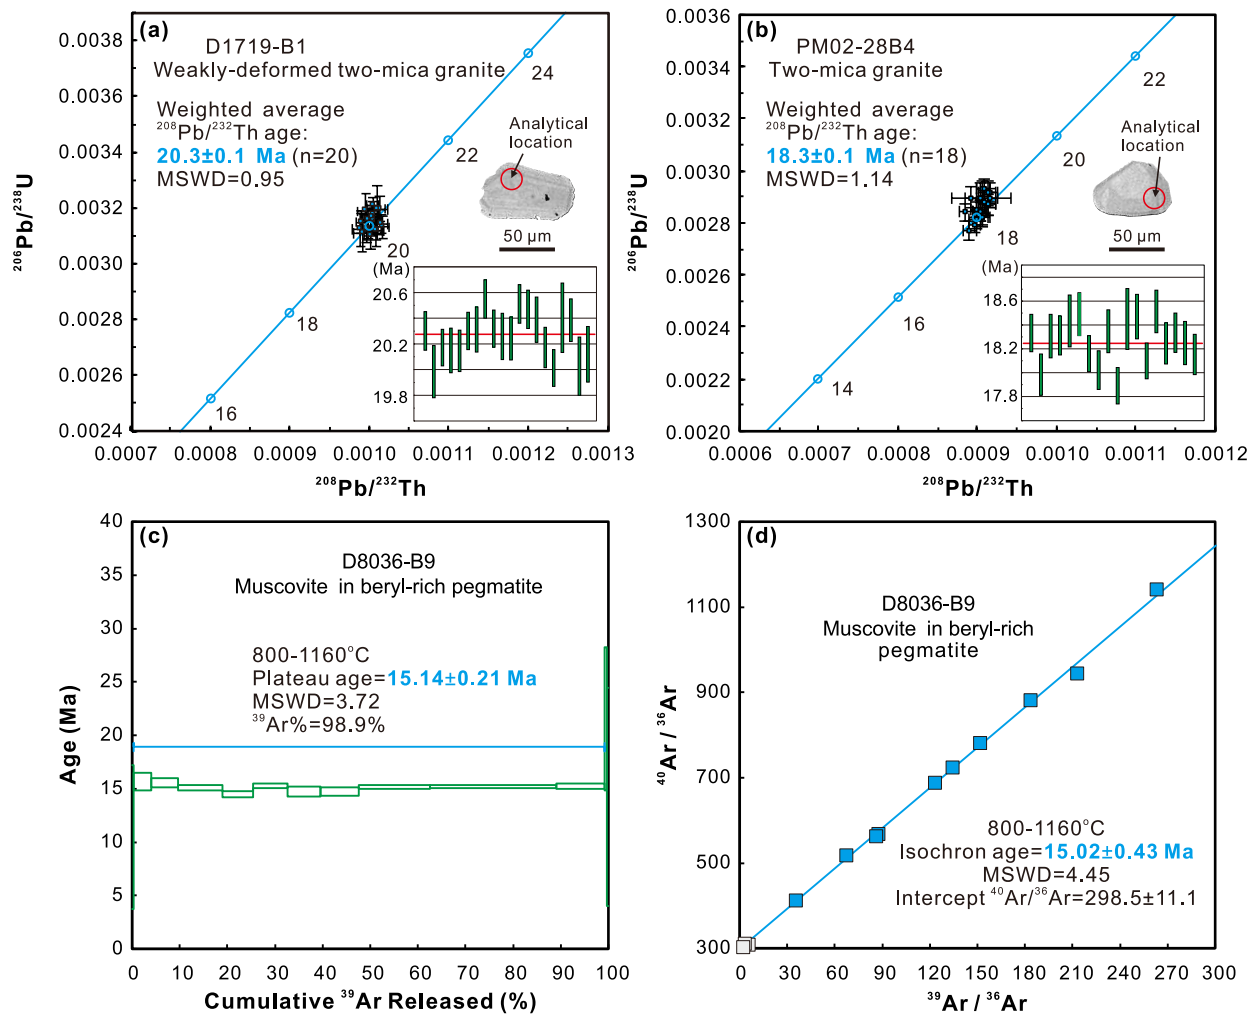 (a)
D1719-B1
Weakly-deformed two-mica granite
Weighted average
²⁰⁸Pb/²³²Th age:
20.3±0.1 Ma (n=20)
MSWD=0.95
Analytical
location
50 µm
24
22
20
18
16
(Ma)
20.6
20.2
19.8
0.0038
0.0036
0.0034
0.0032
0.0030
0.0028
0.0026
0.0024
²⁰⁶Pb/²³⁸U
0.0007
0.0008
0.0009
0.0010
0.0011
0.0012
0.0013
²⁰⁸Pb/²³²Th
(b)
PM02-28B4
Two-mica granite
Weighted average
²⁰⁸Pb/²³²Th age:
18.3±0.1 Ma (n=18)
MSWD=1.14
Analytical
location
50 µm
22
20
18
16
14
(Ma)
18.6
18.2
17.8
0.0036
0.0034
0.0032
0.0030
0.0028
0.0026
0.0024
0.0022
0.0020
²⁰⁶Pb/²³⁸U
0.0006
0.0007
0.0008
0.0009
0.0010
0.0011
0.0012
²⁰⁸Pb/²³²Th
(c)
D8036-B9
Muscovite in beryl-rich pegmatite
800-1160°C
Plateau age=15.14±0.21 Ma
MSWD=3.72
³⁹Ar%=98.9%
40
35
30
25
20
15
10
5
0
Age (Ma)
0 10 20 30 40 50 60 70 80 90 100
Cumulative ³⁹Ar Released (%)
(d)
D8036-B9
Muscovite in beryl-rich
pegmatite
800-1160°C
Isochron age=15.02±0.43 Ma
MSWD=4.45
Intercept ⁴⁰Ar/³⁶Ar=298.5±11.1
1300
1100
900
700
500
300
⁴⁰Ar / ³⁶Ar
0 30 60 90 120 150 180 210 240 270 300
³⁹Ar / ³⁶Ar